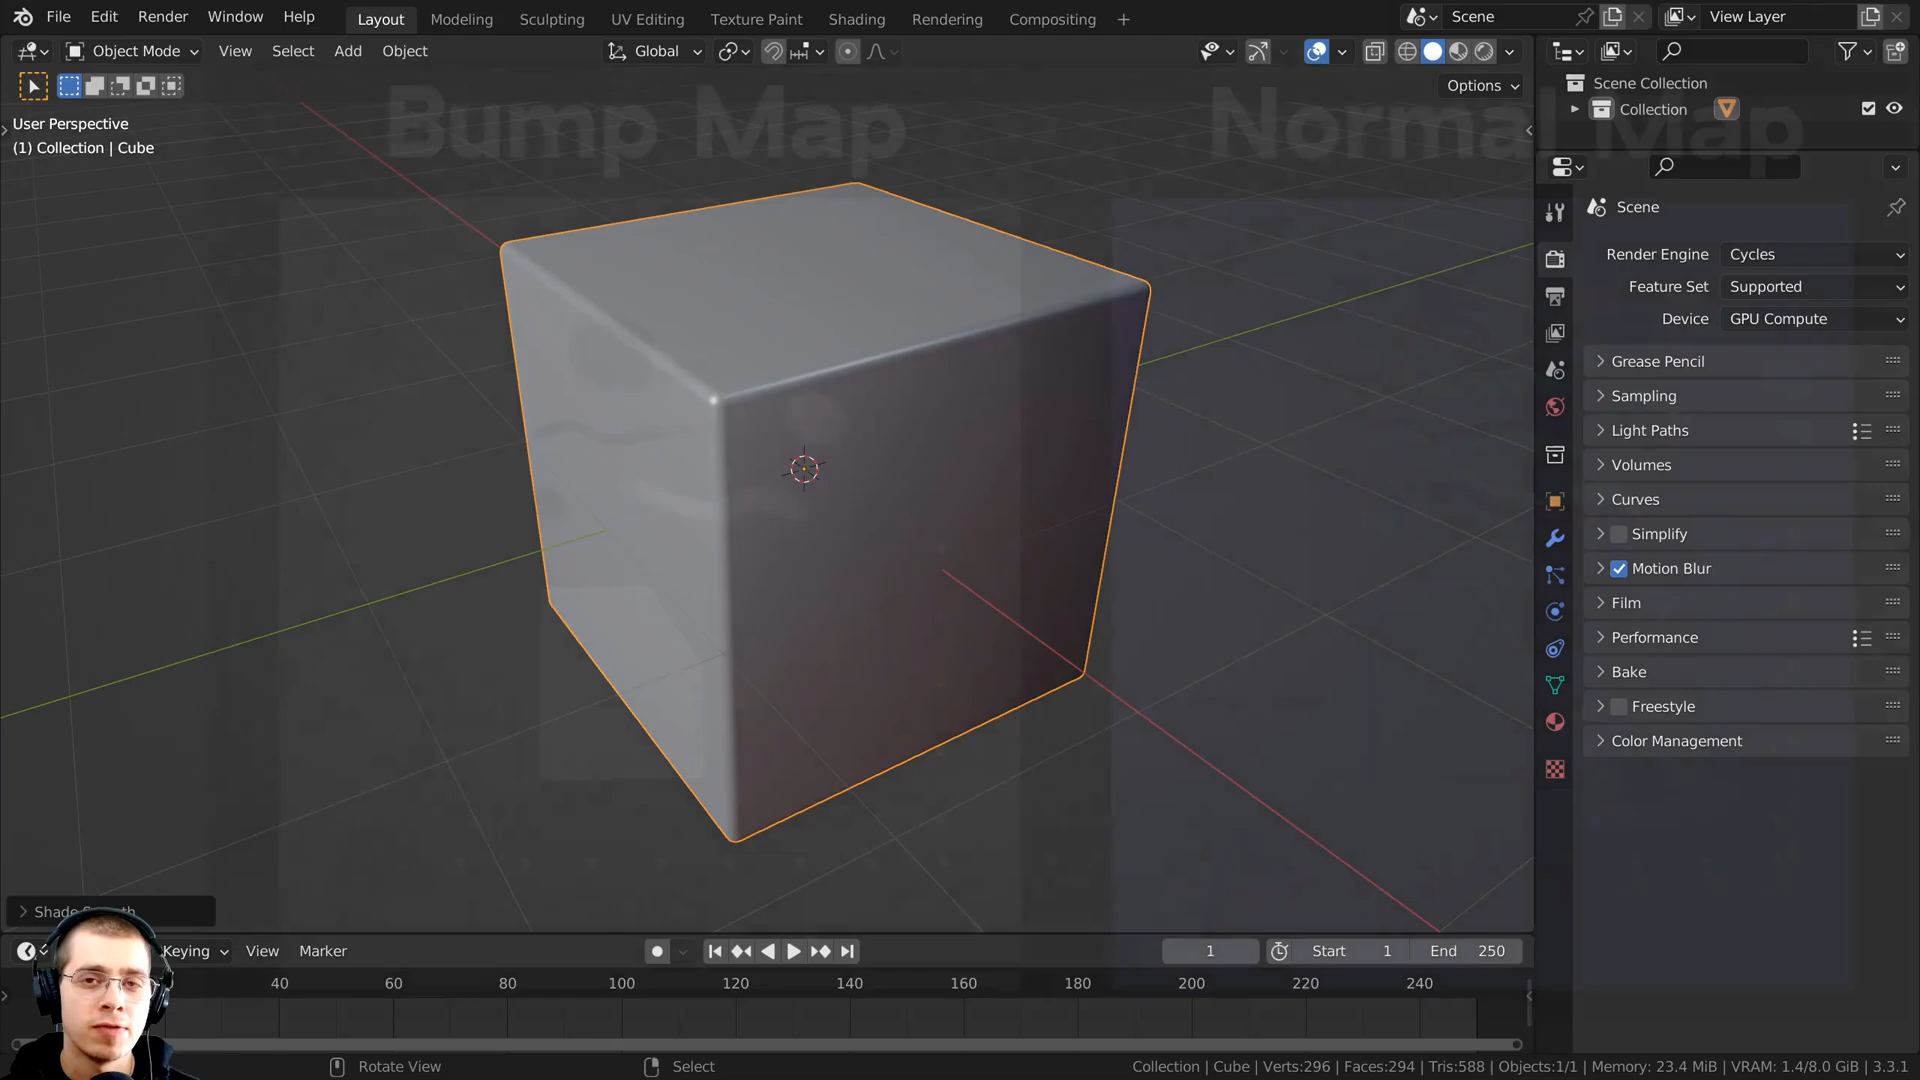 File Edit Render Window Help Layout Modeling Sculpting UV Editing Texture Paint Shading Rendering Compositing + Scene View Layer
Object Mode View Select Add Object Global
Options
Bump Map Normal Map
User Perspective
(1) Collection | Cube
Scene Collection
Collection
Scene
Render Engine Cycles
Feature Set Supported
Device GPU Compute
Grease Pencil
Sampling
Light Paths
Volumes
Curves
Simplify
Motion Blur
Film
Performance
Bake
Freestyle
Color Management
Keying View Marker 1 Start 1 End 250
40 60 80 100 120 140 160 180 200 220 240
Rotate View Select Collection | Cube | Verts:296 | Faces:294 | Tris:588 | Objects:1/1 | Memory: 23.4 MiB | VRAM: 1.4/8.0 GiB | 3.3.1